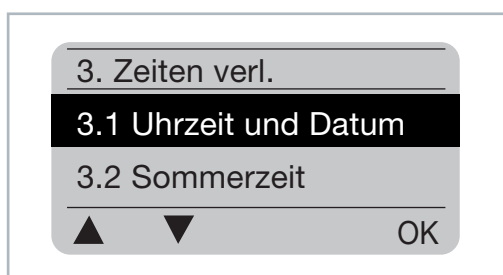 3. Zeiten verl.
3.1 Uhrzeit und Datum
3.2 Sommerzeit
▲ ▼ OK